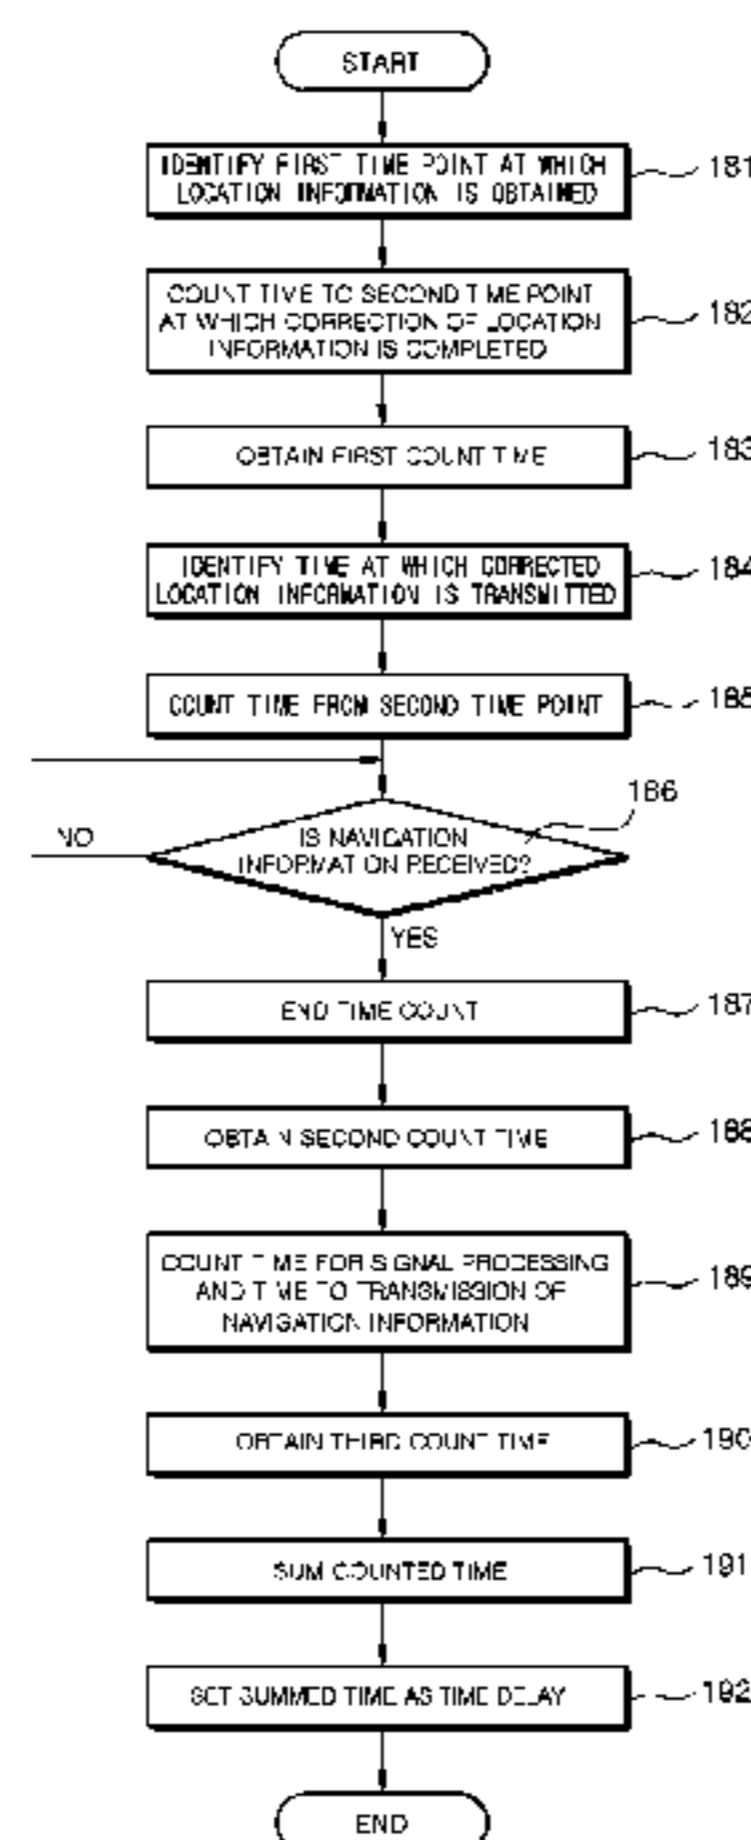 START
IDENTIFY FIRST TIME POINT AT WHICH
LOCATION INFORMATION IS OBTAINED
181
COUNT TIME TO SECOND TIME POINT
AT WHICH CORRECTION OF LOCATION
INFORMATION IS COMPLETED
182
OBTAIN FIRST COUNT TIME
183
IDENTIFY TIME AT WHICH CORRECTED
LOCATION INFORMATION IS TRANSMITTED
184
COUNT TIME FROM SECOND TIME POINT
185
186
NO
IS NAVIGATION
INFORMATION RECEIVED?
YES
END TIME COUNT
187
OBTAIN SECOND COUNT TIME
188
COUNT TIME FOR SIGNAL PROCESSING
AND TIME TO TRANSMISSION OF
NAVIGATION INFORMATION
189
OBTAIN THIRD COUNT TIME
190
SUM COUNTED TIME
191
SET SUMMED TIME AS TIME DELAY
192
END